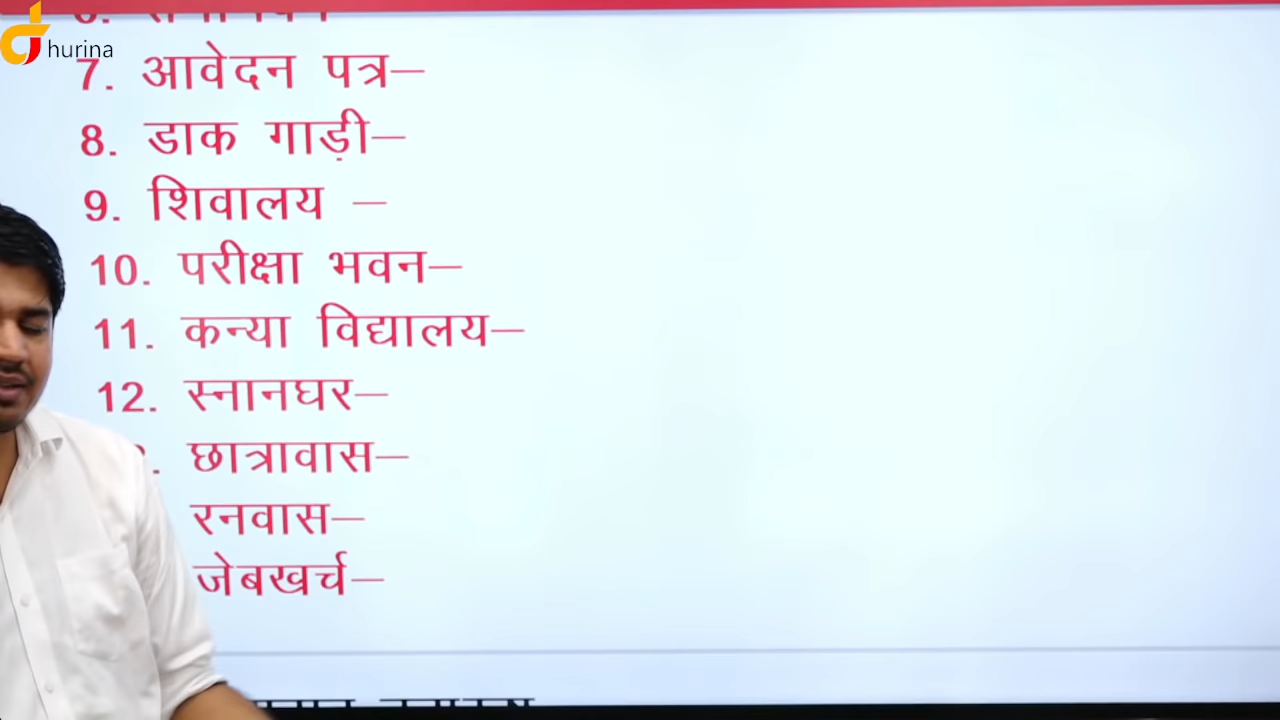 hurina
7. आवेदन पत्र–
8. डाक गाड़ी–
9. शिवालय –
10. परीक्षा भवन–
11. कन्या विद्यालय–
12. स्नानघर–
. छात्रावास–
रनवास–
जेबखर्च–